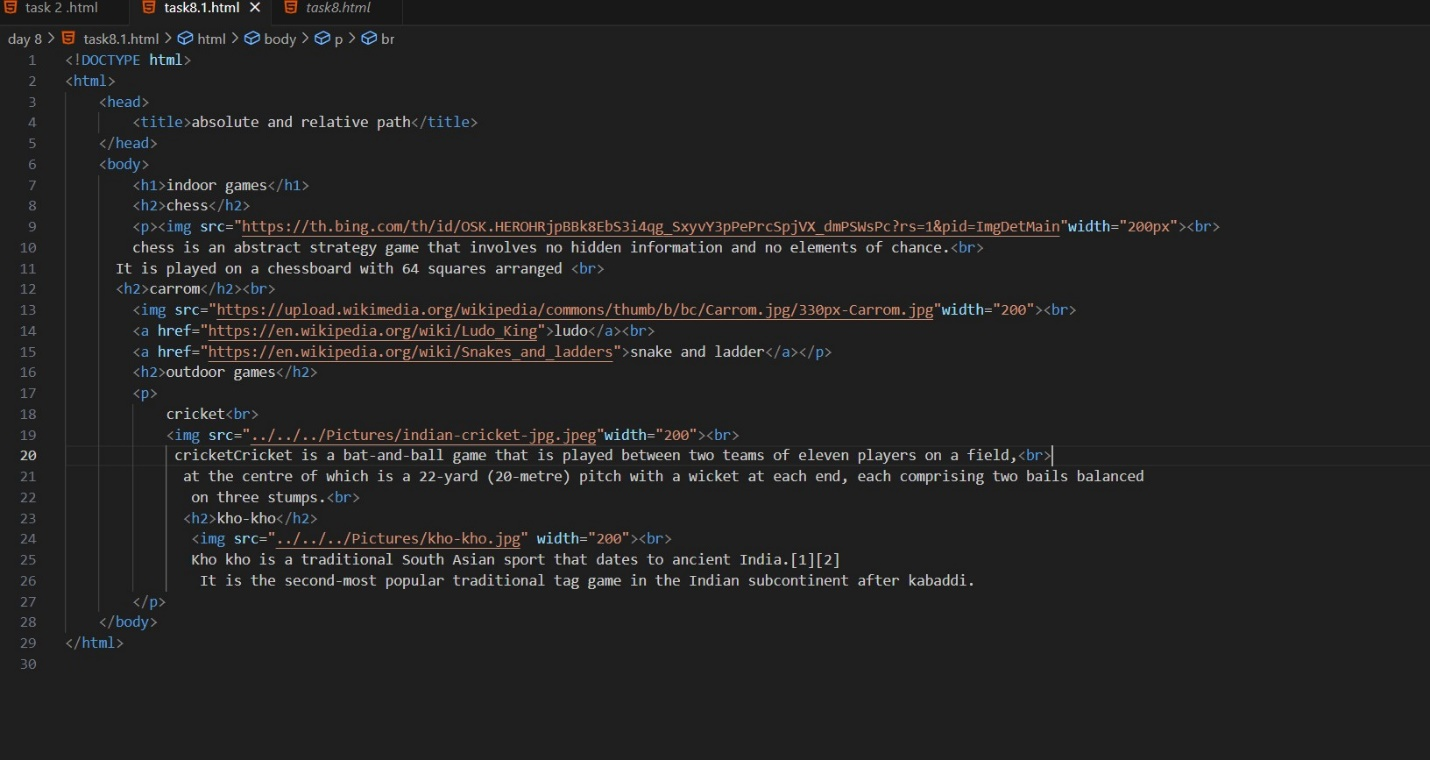 task 2 .html task8.1.html × task8.html
day 8 > task8.1.html > html > body > p > br
1 <!DOCTYPE html>
2 <html>
3 <head>
4 <title>absolute and relative path</title>
5 </head>
6 <body>
7 <h1>indoor games</h1>
8 <h2>chess</h2>
9 <p><img src="https://th.bing.com/th/id/OSK.HEROHRjpBBk8EbS3i4qg_SxyvY3pPePrcSpjVX_dmPSWsPc?rs=1&pid=ImgDetMain"width="200px"><br>
10 chess is an abstract strategy game that involves no hidden information and no elements of chance.<br>
11 It is played on a chessboard with 64 squares arranged <br>
12 <h2>carrom</h2><br>
13 <img src="https://upload.wikimedia.org/wikipedia/commons/thumb/b/bc/Carrom.jpg/330px-Carrom.jpg"width="200"><br>
14 <a href="https://en.wikipedia.org/wiki/Ludo_King">ludo</a><br>
15 <a href="https://en.wikipedia.org/wiki/Snakes_and_ladders">snake and ladder</a></p>
16 <h2>outdoor games</h2>
17 <p>
18 cricket<br>
19 <img src="../../../Pictures/indian-cricket-jpg.jpeg"width="200"><br>
20 cricketCricket is a bat-and-ball game that is played between two teams of eleven players on a field,<br>
21 at the centre of which is a 22-yard (20-metre) pitch with a wicket at each end, each comprising two bails balanced
22 on three stumps.<br>
23 <h2>kho-kho</h2>
24 <img src="../../../Pictures/kho-kho.jpg" width="200"><br>
25 Kho kho is a traditional South Asian sport that dates to ancient India.[1][2]
26 It is the second-most popular traditional tag game in the Indian subcontinent after kabaddi.
27 </p>
28 </body>
29 </html>
30